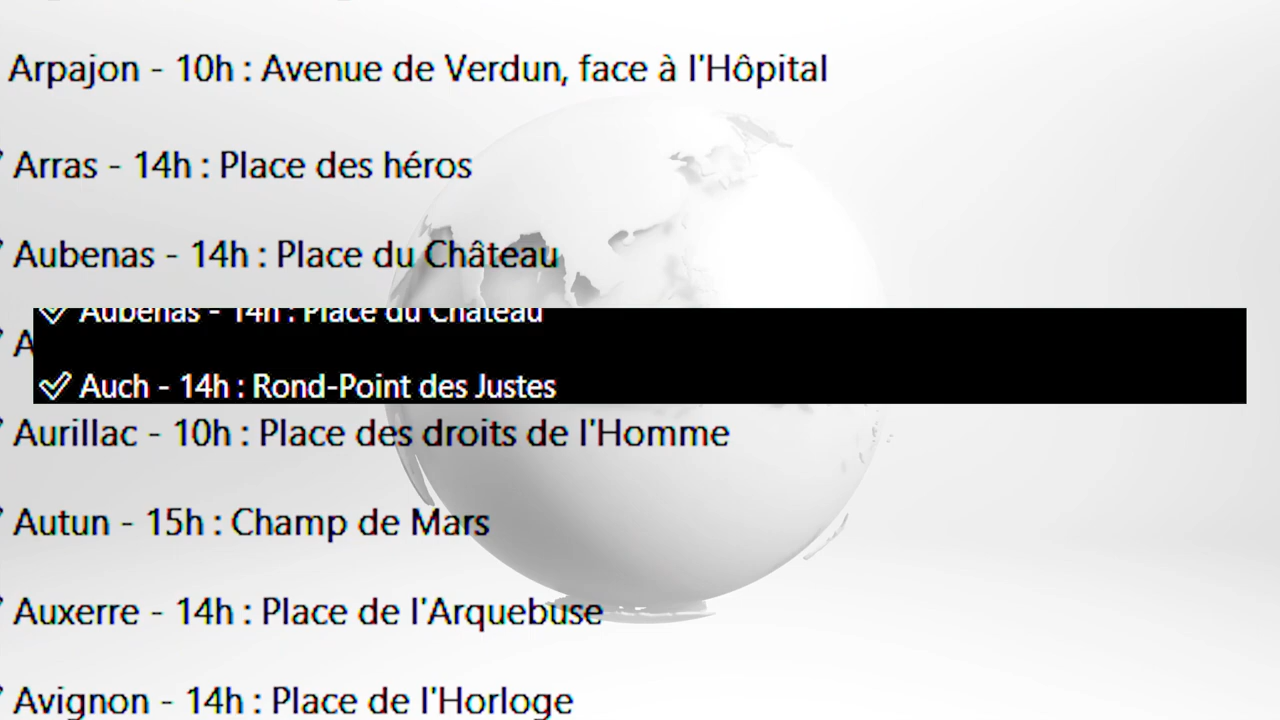 Arpajon - 10h : Avenue de Verdun, face à l'Hôpital
Arras - 14h : Place des héros
Aubenas - 14h : Place du Château
Aubenas - 14h : Place du Château
A
✓ Auch - 14h : Rond-Point des Justes
Aurillac - 10h : Place des droits de l'Homme
Autun - 15h : Champ de Mars
Auxerre - 14h : Place de l'Arquebuse
Avignon - 14h : Place de l'Horloge